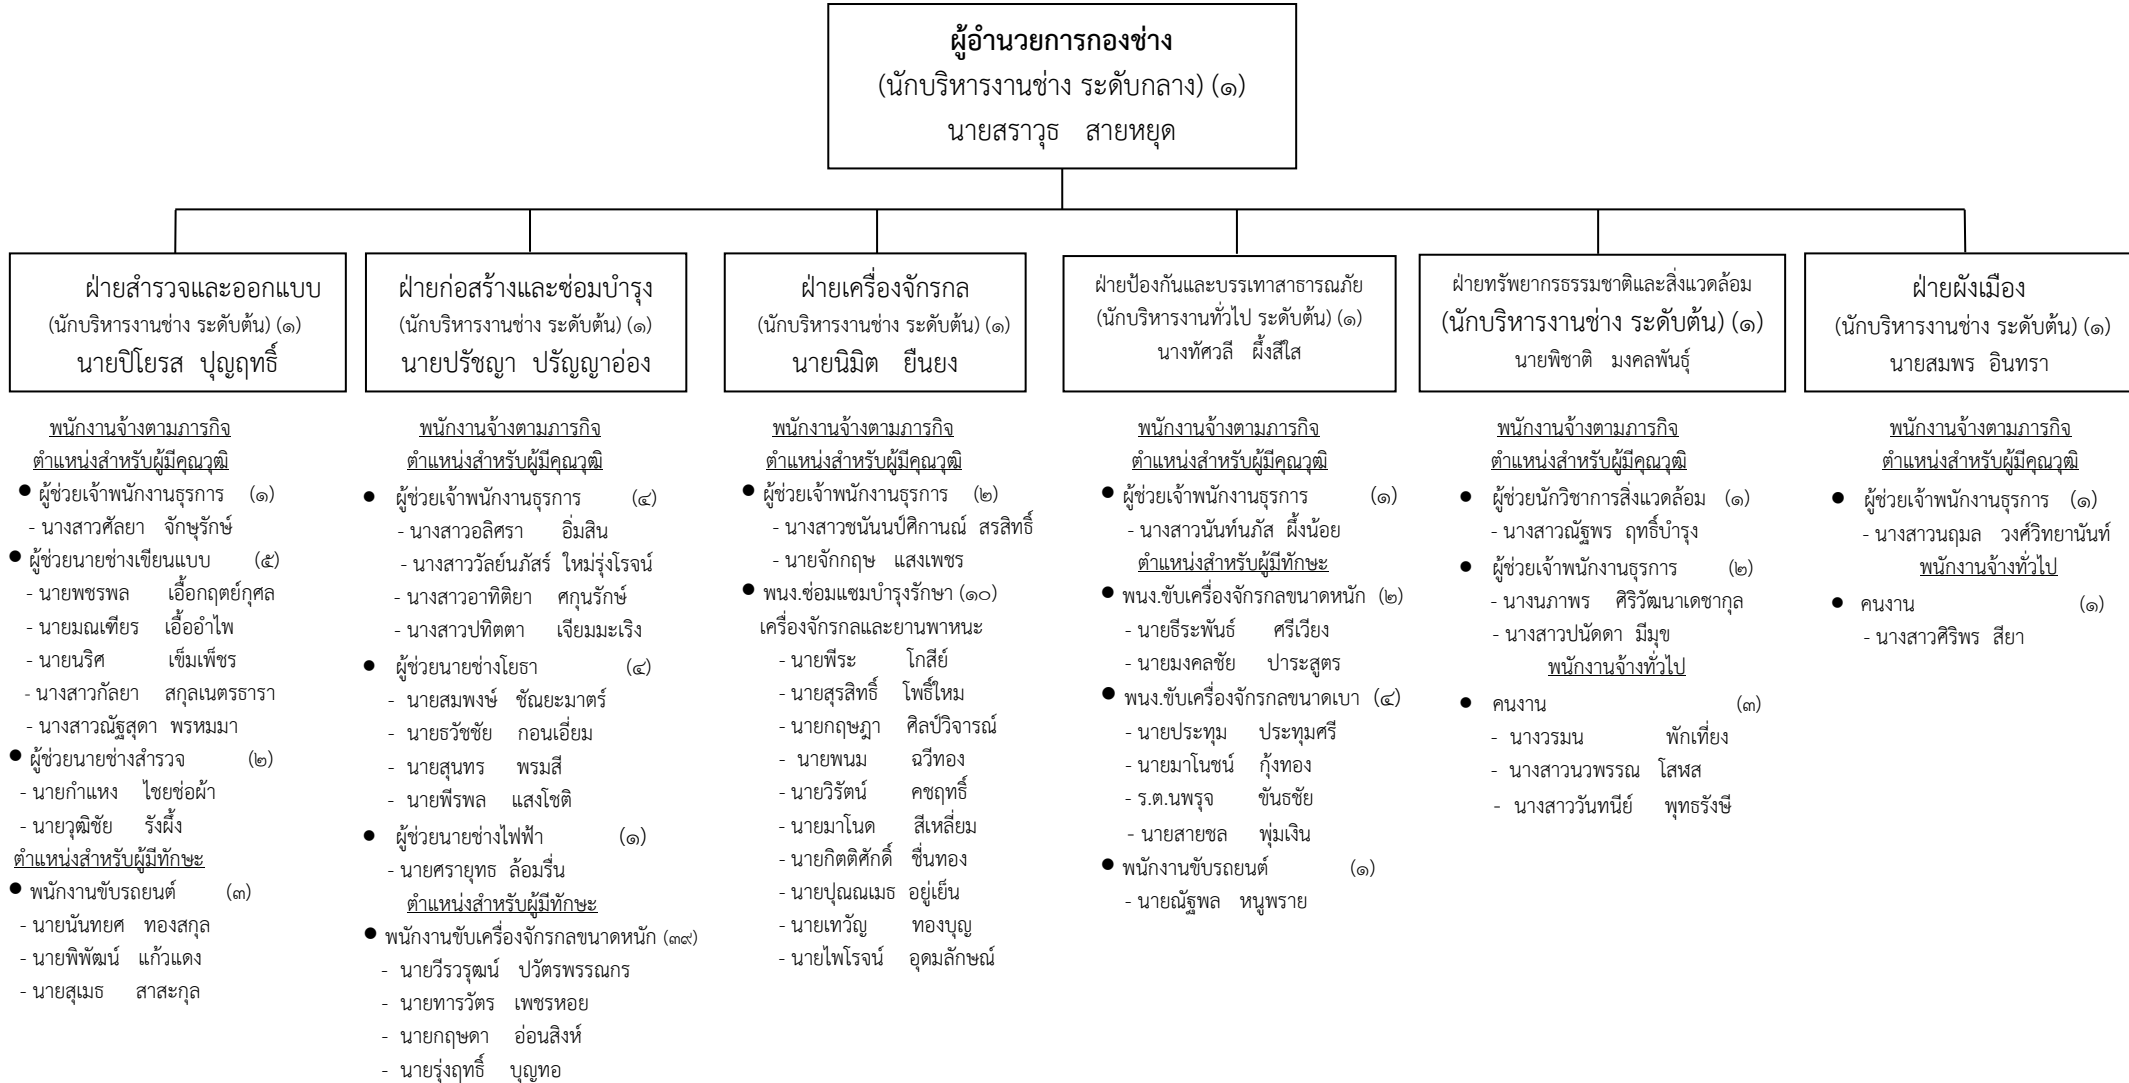 ผู้อำนวยการกองช่าง
(นักบริหารงานช่าง ระดับกลาง) (๑)
นายสราวุธ สายหยุด
ฝ่ายสำรวจและออกแบบ
(นักบริหารงานช่าง ระดับต้น) (๑)
นายปิโยรส ปุญฤทธิ์
พนักงานจ้างตามภารกิจ
ตำแหน่งสำหรับผู้มีคุณวุฒิ
● ผู้ช่วยเจ้าพนักงานธุรการ (๑)
- นางสาวศัลยา จักษุรักษ์
● ผู้ช่วยนายช่างเขียนแบบ (๕)
- นายพชรพล เอื้อกฤตย์กุศล
- นายมณเฑียร เอื้ออำไพ
- นายนริศ เข็มเพ็ชร
- นางสาวกัลยา สกุลเนตรธารา
- นางสาวณัฐสุดา พรหมมา
● ผู้ช่วยนายช่างสำรวจ (๒)
- นายกำแหง ไชยช่อผ้า
- นายวุฒิชัย รังผึ้ง
ตำแหน่งสำหรับผู้มีทักษะ
● พนักงานขับรถยนต์ (๓)
- นายนันทยศ ทองสกุล
- นายพิพัฒน์ แก้วแดง
- นายสุเมธ สาสะกุล
ฝ่ายก่อสร้างและซ่อมบำรุง
(นักบริหารงานช่าง ระดับต้น) (๑)
นายปรัชญา ปรัญญาอ่อง
พนักงานจ้างตามภารกิจ
ตำแหน่งสำหรับผู้มีคุณวุฒิ
● ผู้ช่วยเจ้าพนักงานธุรการ (๔)
- นางสาวอลิศรา อิ่มสิน
- นางสาววัลย์นภัสร์ ใหม่รุ่งโรจน์
- นางสาวอาทิติยา ศกุนรักษ์
- นางสาวปทิตตา เจียมมะเริง
● ผู้ช่วยนายช่างโยธา (๔)
- นายสมพงษ์ ชัณยะมาตร์
- นายธวัชชัย กอนเอี่ยม
- นายสุนทร พรมสี
- นายพีรพล แสงโชติ
● ผู้ช่วยนายช่างไฟฟ้า (๑)
- นายศรายุทธ ล้อมรื่น
ตำแหน่งสำหรับผู้มีทักษะ
● พนักงานขับเครื่องจักรกลขนาดหนัก (๓๙)
- นายวีรวรุฒน์ ปวัตรพรรณกร
- นายทารวัตร เพชรหอย
- นายกฤษดา อ่อนสิงห์
- นายรุ่งฤทธิ์ บุญทอ
ฝ่ายเครื่องจักรกล
(นักบริหารงานช่าง ระดับต้น) (๑)
นายนิมิต ยืนยง
พนักงานจ้างตามภารกิจ
ตำแหน่งสำหรับผู้มีคุณวุฒิ
● ผู้ช่วยเจ้าพนักงานธุรการ (๒)
- นางสาวชนันนป์ศิกานณ์ สรสิทธิ์
- นายจักกฤษ แสงเพชร
● พนง.ซ่อมแซมบำรุงรักษา (๑๐)
เครื่องจักรกลและยานพาหนะ
- นายพีระ โกสีย์
- นายสุรสิทธิ์ โพธิ์ใหม
- นายกฤษฎา ศิลป์วิจารณ์
- นายพนม ฉวีทอง
- นายวิรัตน์ คชฤทธิ์
- นายมาโนด สีเหลี่ยม
- นายกิตติศักดิ์ ชื่นทอง
- นายปุณณเมธ อยู่เย็น
- นายเทวัญ ทองบุญ
- นายไพโรจน์ อุดมลักษณ์
ฝ่ายป้องกันและบรรเทาสาธารณภัย
(นักบริหารงานทั่วไป ระดับต้น) (๑)
นางทัศวลี ผึ้งสีใส
พนักงานจ้างตามภารกิจ
ตำแหน่งสำหรับผู้มีคุณวุฒิ
● ผู้ช่วยเจ้าพนักงานธุรการ (๑)
- นางสาวนันท์นภัส ผึ้งน้อย
ตำแหน่งสำหรับผู้มีทักษะ
● พนง.ขับเครื่องจักรกลขนาดหนัก (๒)
- นายธีระพันธ์ ศรีเวียง
- นายมงคลชัย ปาระสูตร
● พนง.ขับเครื่องจักรกลขนาดเบา (๔)
- นายประทุม ประทุมศรี
- นายมาโนชน์ กุ้งทอง
- ร.ต.นพรุจ ขันธชัย
- นายสายชล พุ่มเงิน
● พนักงานขับรถยนต์ (๑)
- นายณัฐพล หนูพราย
ฝ่ายทรัพยากรธรรมชาติและสิ่งแวดล้อม
(นักบริหารงานช่าง ระดับต้น) (๑)
นายพิชาติ มงคลพันธุ์
พนักงานจ้างตามภารกิจ
ตำแหน่งสำหรับผู้มีคุณวุฒิ
● ผู้ช่วยนักวิชาการสิ่งแวดล้อม (๑)
- นางสาวณัฐพร ฤทธิ์บำรุง
● ผู้ช่วยเจ้าพนักงานธุรการ (๒)
- นางนภาพร ศิริวัฒนาเดชากุล
- นางสาวปนัดดา มีมุข
พนักงานจ้างทั่วไป
● คนงาน (๓)
- นางวรมน พักเที่ยง
- นางสาวนวพรรณ โสฬส
- นางสาววันทนีย์ พุทธรังษี
ฝ่ายผังเมือง
(นักบริหารงานช่าง ระดับต้น) (๑)
นายสมพร อินทรา
พนักงานจ้างตามภารกิจ
ตำแหน่งสำหรับผู้มีคุณวุฒิ
● ผู้ช่วยเจ้าพนักงานธุรการ (๑)
- นางสาวนฤมล วงศ์วิทยานันท์
พนักงานจ้างทั่วไป
● คนงาน (๑)
- นางสาวศิริพร สียา